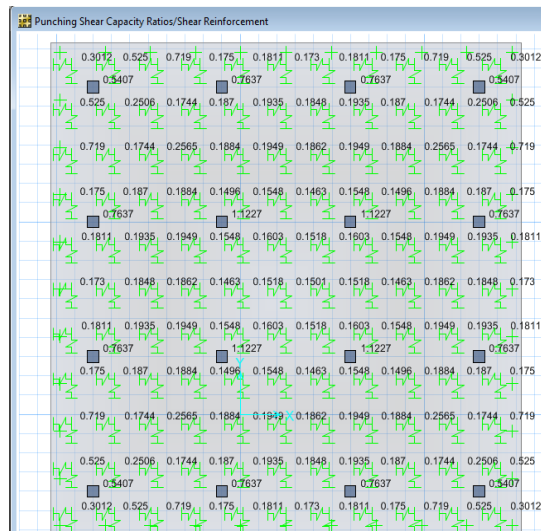 Punching Shear Capacity Ratios/Shear Reinforcement
0.3012 0.525 0.719 0.175 0.1811 0.173 0.1811 0.175 0.719 0.525 0.3012
0.5407 0.7637 0.7637 0.5407
0.525 0.2506 0.1744 0.187 0.1935 0.1848 0.1935 0.187 0.1744 0.2506 0.525
0.719 0.1744 0.2565 0.1884 0.1949 0.1862 0.1949 0.1884 0.2565 0.1744 0.719
0.175 0.187 0.1884 0.1496 0.1548 0.1463 0.1548 0.1496 0.1884 0.187 0.175
0.7637 1.1227 1.1227 0.7637
0.1811 0.1935 0.1949 0.1548 0.1603 0.1518 0.1603 0.1548 0.1949 0.1935 0.1811
0.173 0.1848 0.1862 0.1463 0.1518 0.1501 0.1518 0.1463 0.1862 0.1848 0.173
0.1811 0.1935 0.1949 0.1548 0.1603 0.1518 0.1603 0.1548 0.1949 0.1935 0.1811
0.7637 1.1227 1.1227 0.7637
0.175 0.187 0.1884 0.1496 0.1548 0.1463 0.1548 0.1496 0.1884 0.187 0.175
0.719 0.1744 0.2565 0.1884 0.1949 0.1862 0.1949 0.1884 0.2565 0.1744 0.719
X
0.525 0.2506 0.1744 0.187 0.1935 0.1848 0.1935 0.187 0.1744 0.2506 0.525
0.5407 0.7637 0.7637 0.5407
0.3012 0.525 0.719 0.175 0.1811 0.173 0.1811 0.175 0.719 0.525 0.3012